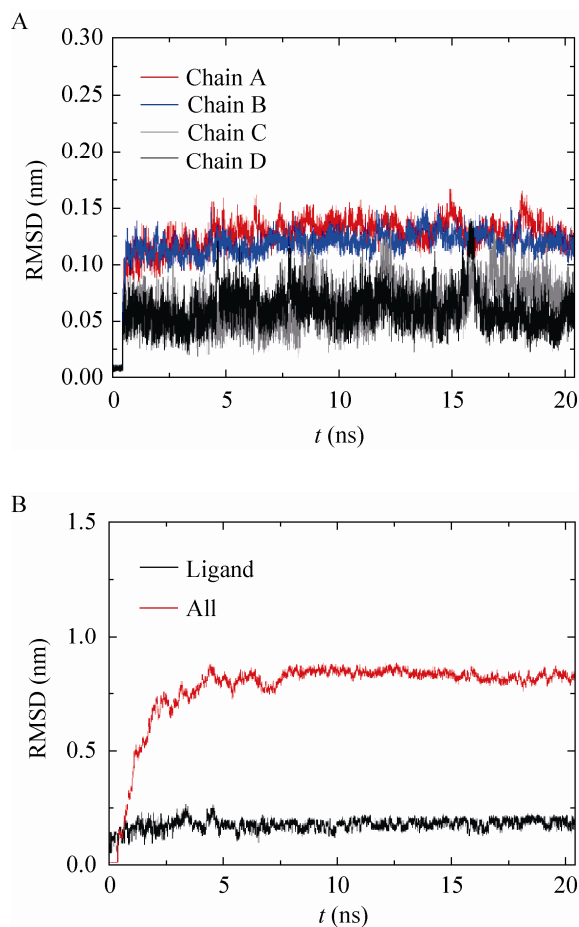 A
0.30
0.25
0.20
0.15
0.10
0.05
0.00
RMSD (nm)
Chain A
Chain B
Chain C
Chain D
0 5 10 15 20
t (ns)
B
1.5
1.0
0.5
0.0
RMSD (nm)
Ligand
All
0 5 10 15 20
t (ns)